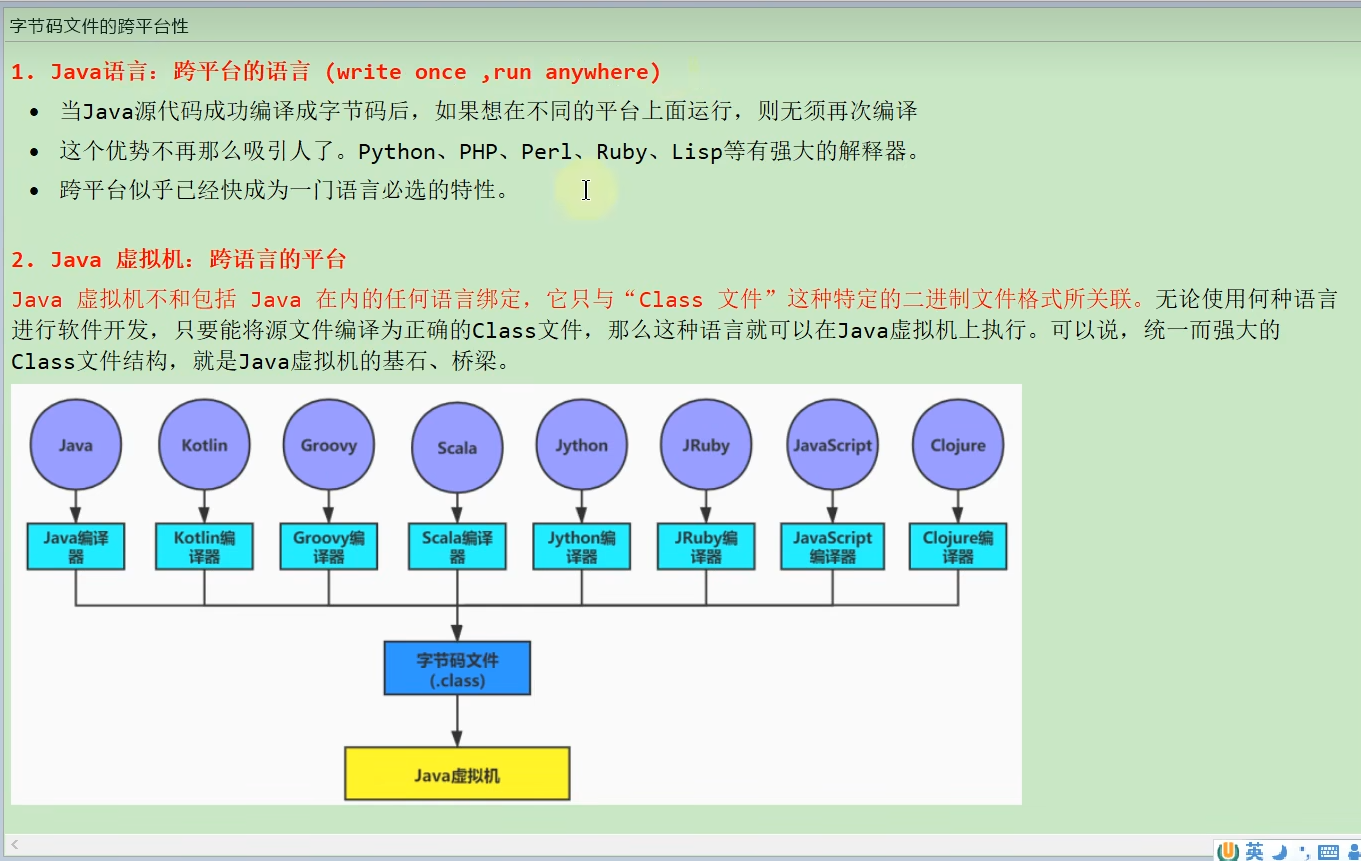 字节码文件的跨平台性
1. Java语言：跨平台的语言（write once ,run anywhere）
• 当Java源代码成功编译成字节码后，如果想在不同的平台上面运行，则无须再次编译
• 这个优势不再那么吸引人了。Python、PHP、Perl、Ruby、Lisp等有强大的解释器。
• 跨平台似乎已经快成为一门语言必选的特性。
2. Java 虚拟机：跨语言的平台
Java 虚拟机不和包括 Java 在内的任何语言绑定，它只与“Class 文件”这种特定的二进制文件格式所关联。无论使用何种语言
进行软件开发，只要能将源文件编译为正确的Class文件，那么这种语言就可以在Java虚拟机上执行。可以说，统一而强大的
Class文件结构，就是Java虚拟机的基石、桥梁。
Java Kotlin Groovy Scala Jython JRuby JavaScript Clojure
Java编译 Kotlin编 Groovy编 Scala编译 Jython编 JRuby编 JavaScript Clojure编
器 译器 译器 器 译器 译器 编译器 译器
字节码文件
(.class)
Java虚拟机
英